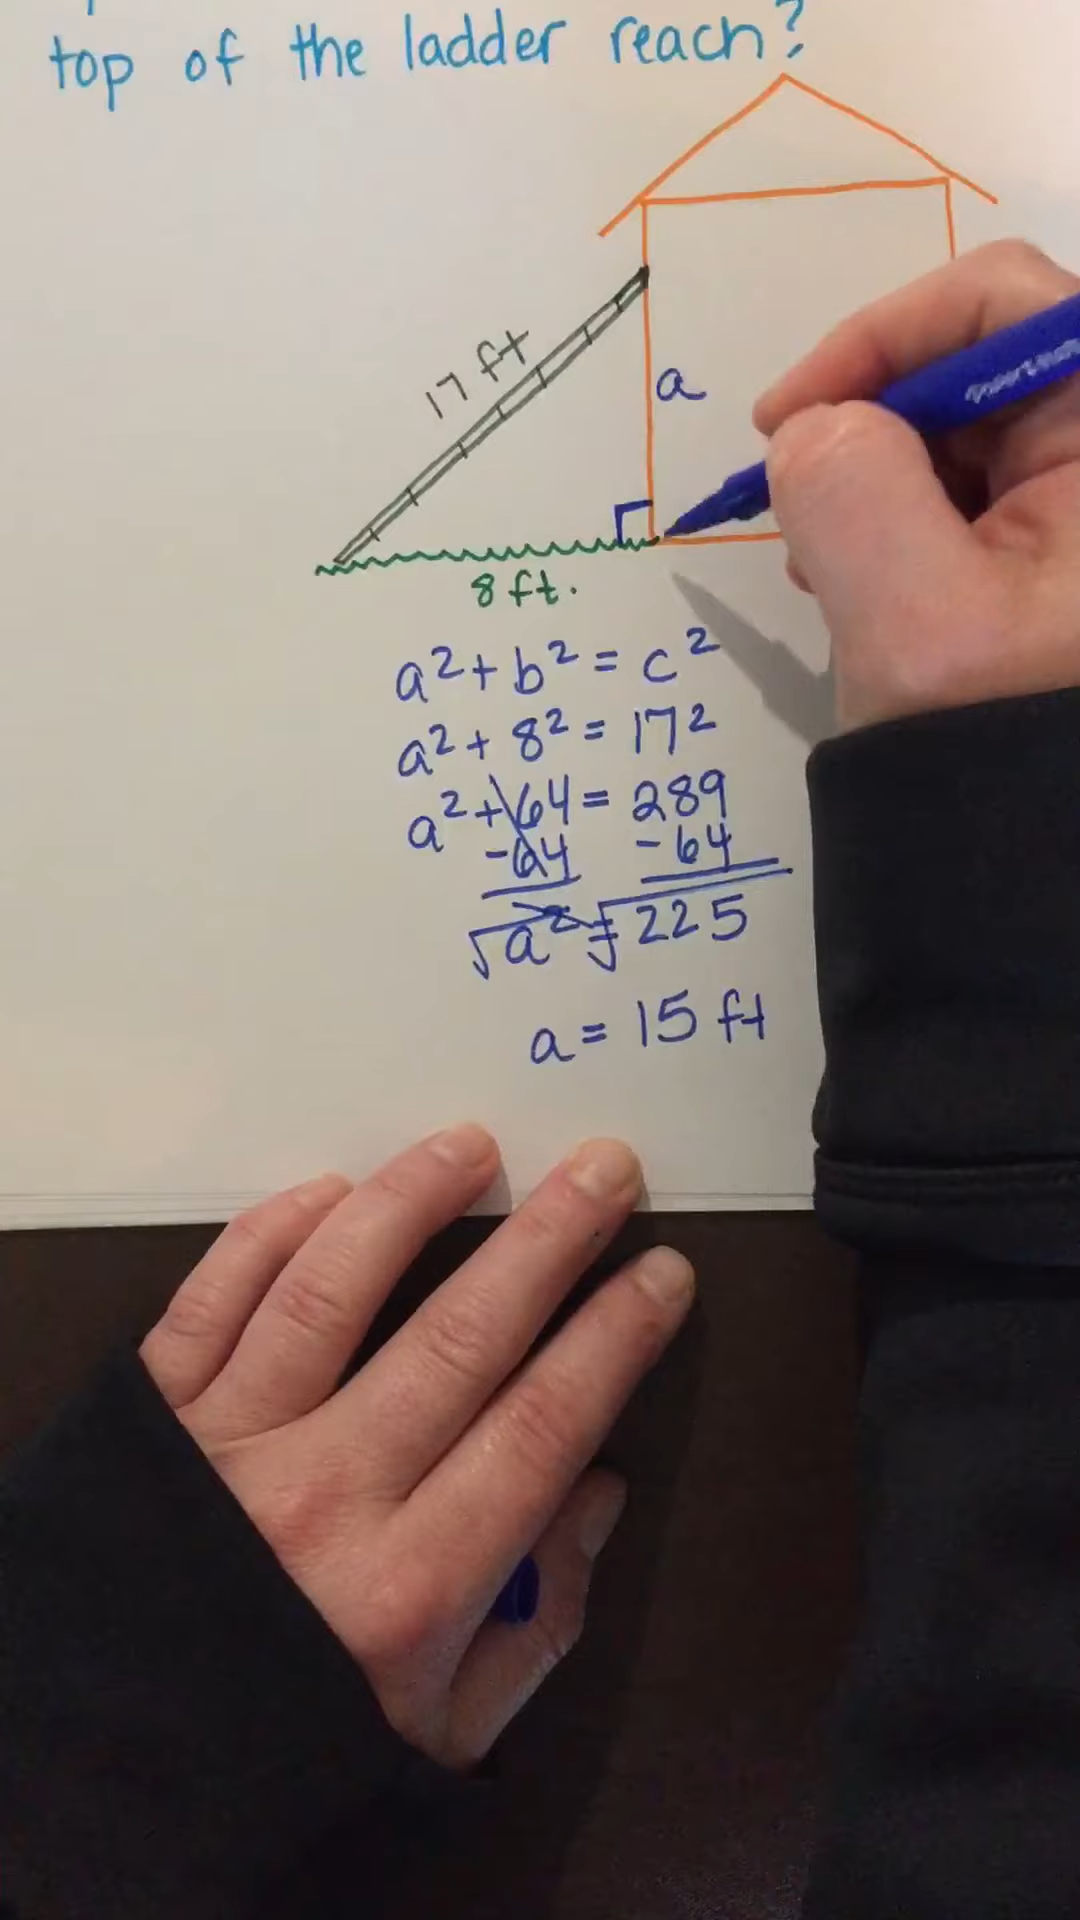 top of the ladder reach?
17 ft
a
8 ft.
a² + b² = c²
a² + 8² = 17²
a² + 64 = 289
-64 -64
√a² = √225
a = 15 ft